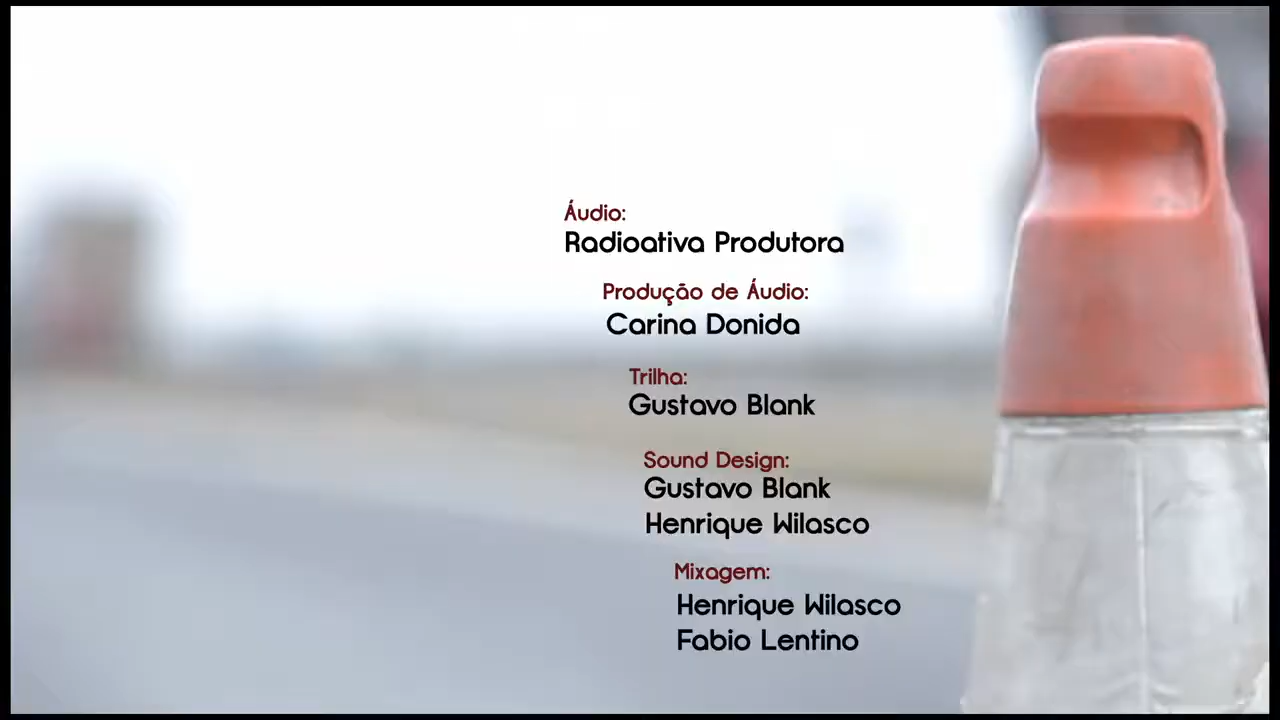 Áudio:
Radioativa Produtora
Produção de Áudio:
Carina Donida
Trilha:
Gustavo Blank
Sound Design:
Gustavo Blank
Henrique Wilasco
Mixagem:
Henrique Wilasco
Fabio Lentino